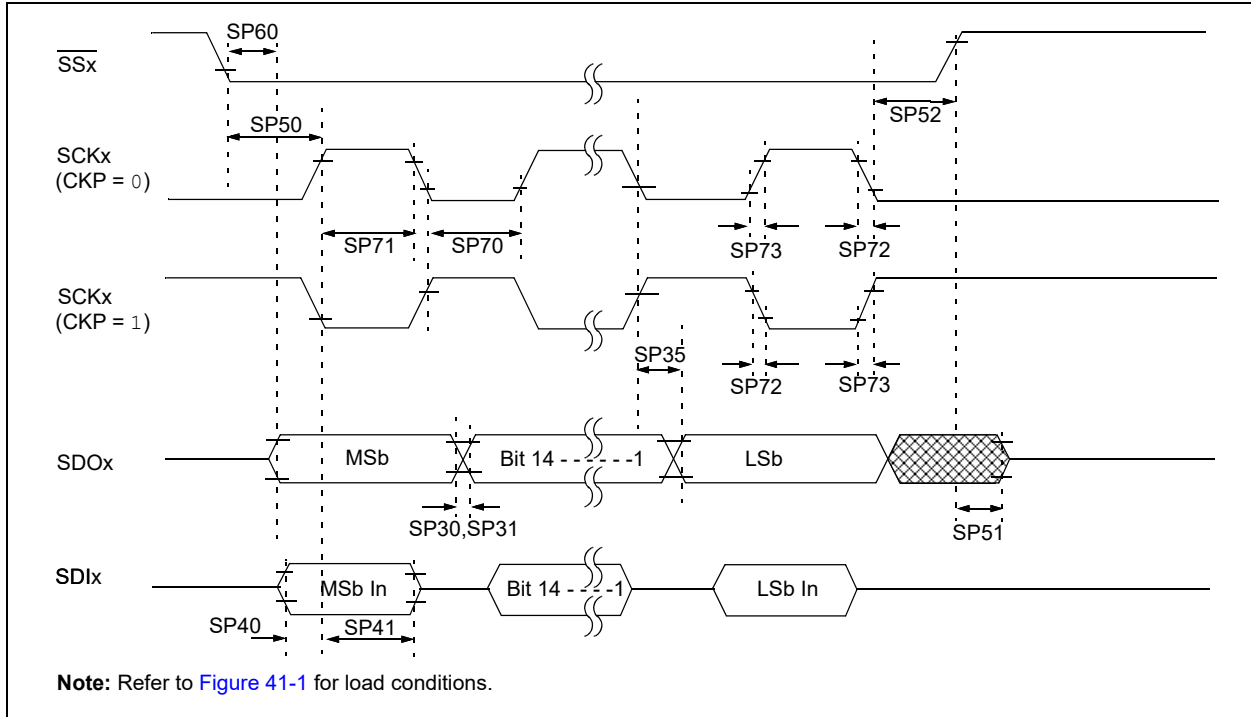 SP60
SSx
SP52
SP50
SCKx
(CKP = 0)
SP71
SP70
SP73
SP72
SCKx
(CKP = 1)
SP35
SP72
SP73
SDOx
MSb
Bit 14 - - - - - -1
LSb
SP30,SP31
SP51
SDIx
MSb In
Bit 14 - - - -1
LSb In
SP40
SP41
Note: Refer to Figure 41-1 for load conditions.